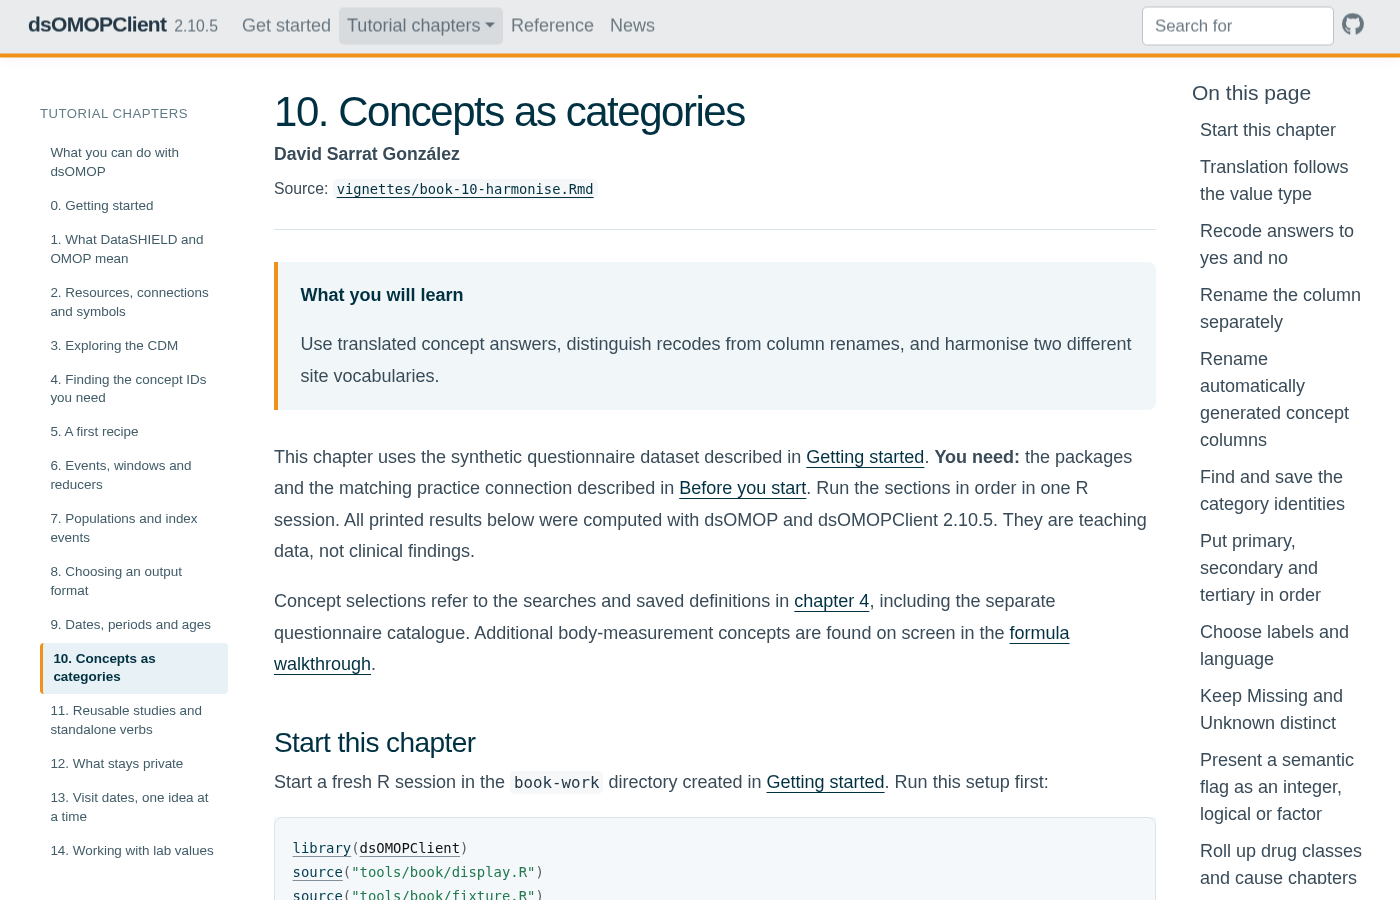 dsOMOPClient 2.10.5 Get started Tutorial chapters Reference News Search for
TUTORIAL CHAPTERS
What you can do with
dsOMOP
0. Getting started
1. What DataSHIELD and
OMOP mean
2. Resources, connections
and symbols
3. Exploring the CDM
4. Finding the concept IDs
you need
5. A first recipe
6. Events, windows and
reducers
7. Populations and index
events
8. Choosing an output
format
9. Dates, periods and ages
10. Concepts as
categories
11. Reusable studies and
standalone verbs
12. What stays private
13. Visit dates, one idea at
a time
14. Working with lab values
10. Concepts as categories
David Sarrat González
Source: vignettes/book-10-harmonise.Rmd
What you will learn
Use translated concept answers, distinguish recodes from column renames, and harmonise two different
site vocabularies.
This chapter uses the synthetic questionnaire dataset described in Getting started. You need: the packages
and the matching practice connection described in Before you start. Run the sections in order in one R
session. All printed results below were computed with dsOMOP and dsOMOPClient 2.10.5. They are teaching
data, not clinical findings.
Concept selections refer to the searches and saved definitions in chapter 4, including the separate
questionnaire catalogue. Additional body-measurement concepts are found on screen in the formula
walkthrough.
Start this chapter
Start a fresh R session in the book-work directory created in Getting started. Run this setup first:
library(dsOMOPClient)
source("tools/book/display.R")
source("tools/book/fixture.R")
On this page
Start this chapter
Translation follows
the value type
Recode answers to
yes and no
Rename the column
separately
Rename
automatically
generated concept
columns
Find and save the
category identities
Put primary,
secondary and
tertiary in order
Choose labels and
language
Keep Missing and
Unknown distinct
Present a semantic
flag as an integer,
logical or factor
Roll up drug classes
and cause chapters